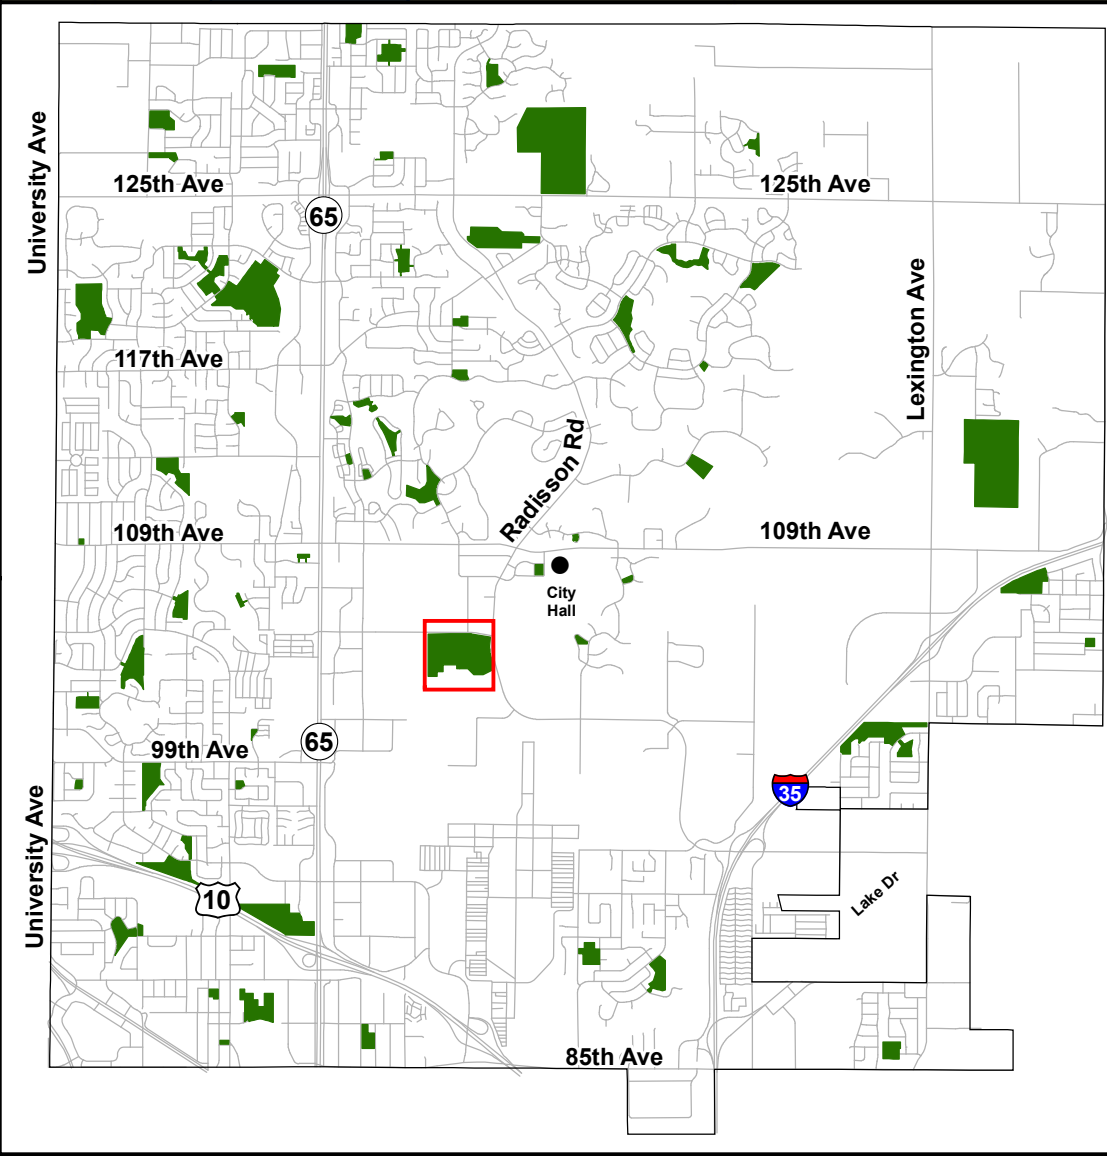 University Ave
125th Ave
125th Ave
65
Lexington Ave
117th Ave
Radisson Rd
109th Ave
109th Ave
City
Hall
99th Ave
65
35
University Ave
10
Lake Dr
85th Ave